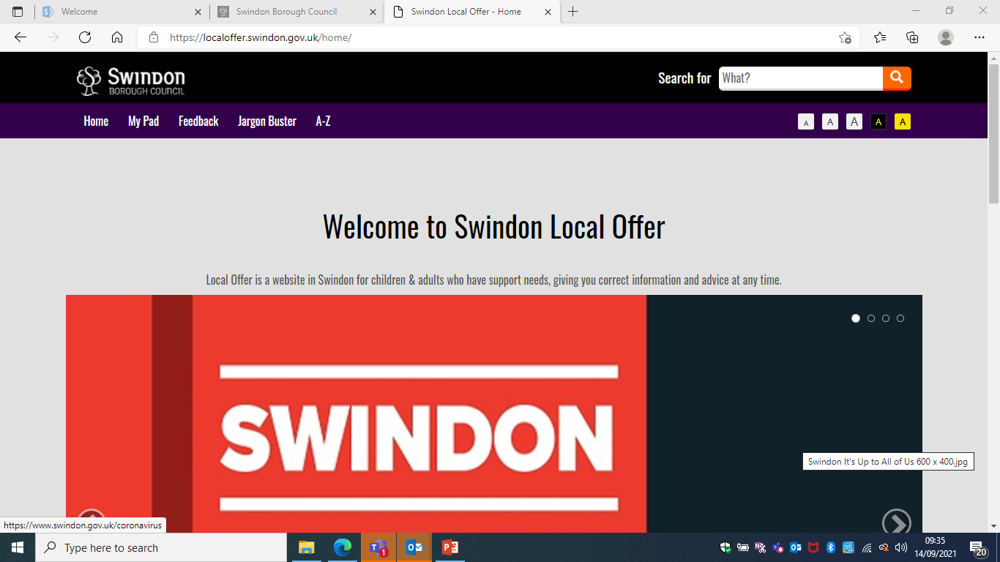 Welcome
Swindon Borough Council
Swindon Local Offer - Home
https://localoffer.swindon.gov.uk/home/
Swindon
BOROUGH COUNCIL
Search for
What?
Home
My Pad
Feedback
Jargon Buster
A-Z
A
A
A
A
A
Welcome to Swindon Local Offer
Local Offer is a website in Swindon for children & adults who have support needs, giving you correct information and advice at any time.
SWINDON
Swindon It's Up to All of Us 600 x 400.jpg
https://www.swindon.gov.uk/coronavirus
Type here to search
1
09:35
14/09/2021
20